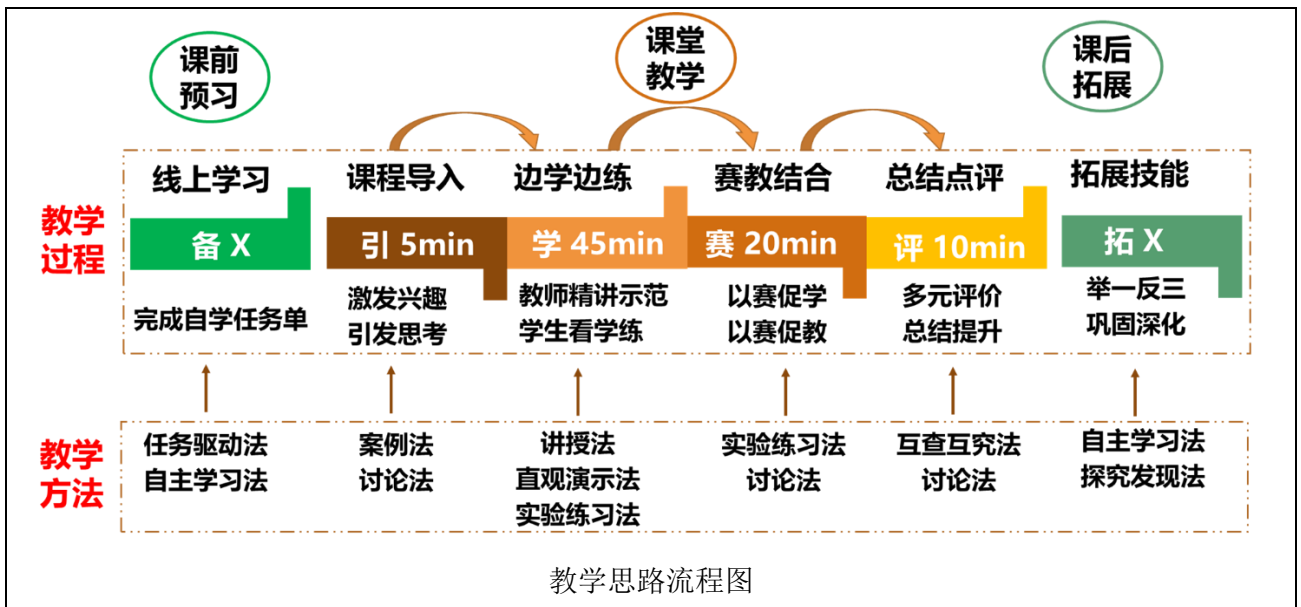 课前
预习
课堂
教学
课后
拓展
教学
过程
线上学习
备 X
完成自学任务单
课程导入
引 5min
激发兴趣
引发思考
边学边练
学 45min
教师精讲示范
学生看学练
赛教结合
赛 20min
以赛促学
以赛促教
总结点评
评 10min
多元评价
总结提升
拓展技能
拓 X
举一反三
巩固深化
教学
方法
任务驱动法
自主学习法
案例法
讨论法
讲授法
直观演示法
实验练习法
实验练习法
讨论法
互查互究法
讨论法
自主学习法
探究发现法
教学思路流程图